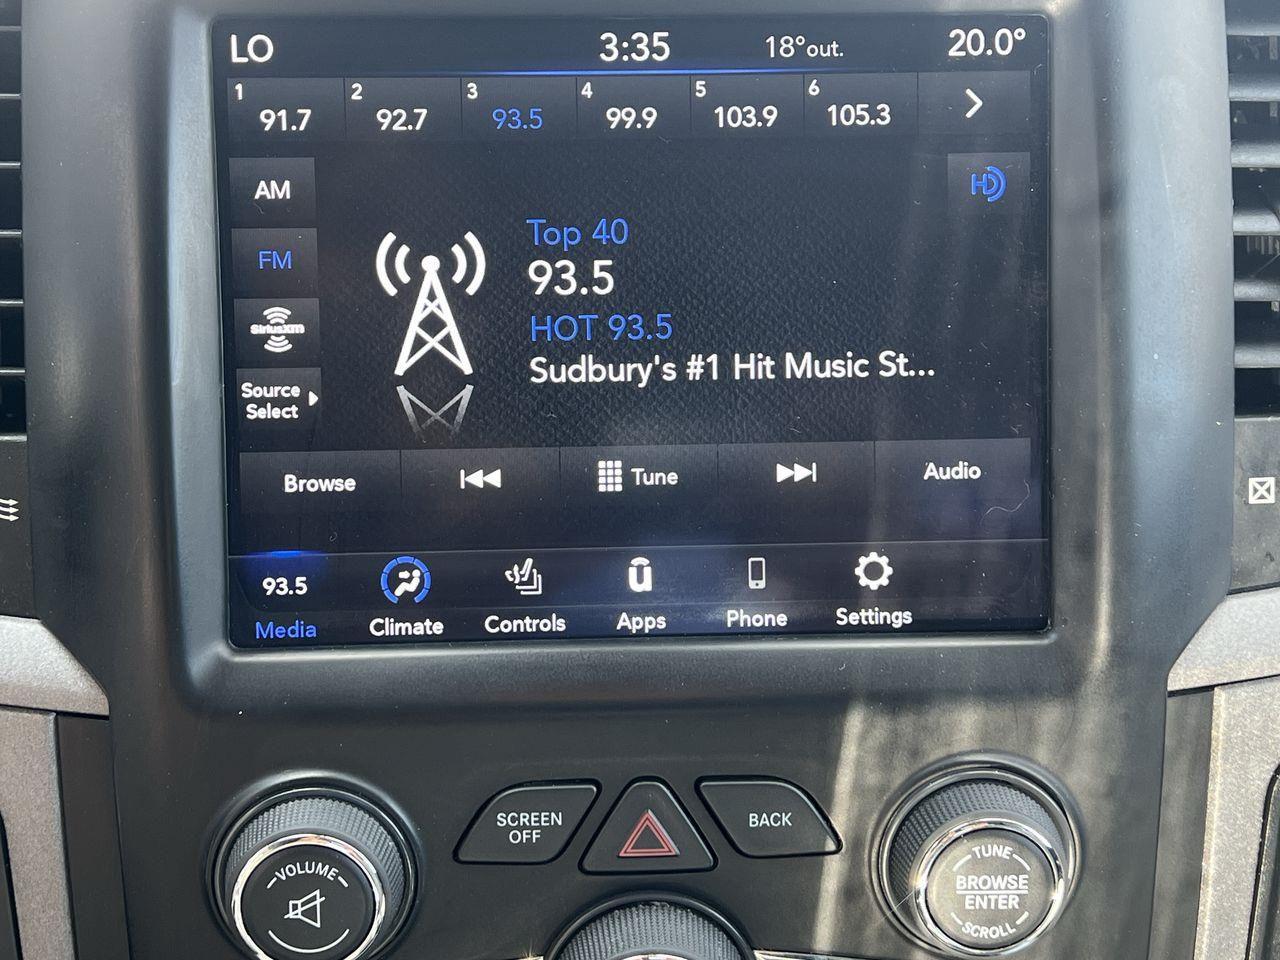 LO 3:35 18°out. 20.0°
1 91.7 2 92.7 3 93.5 4 99.9 5 103.9 6 105.3
AM
HD
FM
SiriusXM
Source
Select
Top 40
93.5
HOT 93.5
Sudbury's #1 Hit Music St...
Browse Tune Audio
93.5
Media Climate Controls Apps Phone Settings
SCREEN
OFF
BACK
VOLUME
TUNE
BROWSE
ENTER
SCROLL